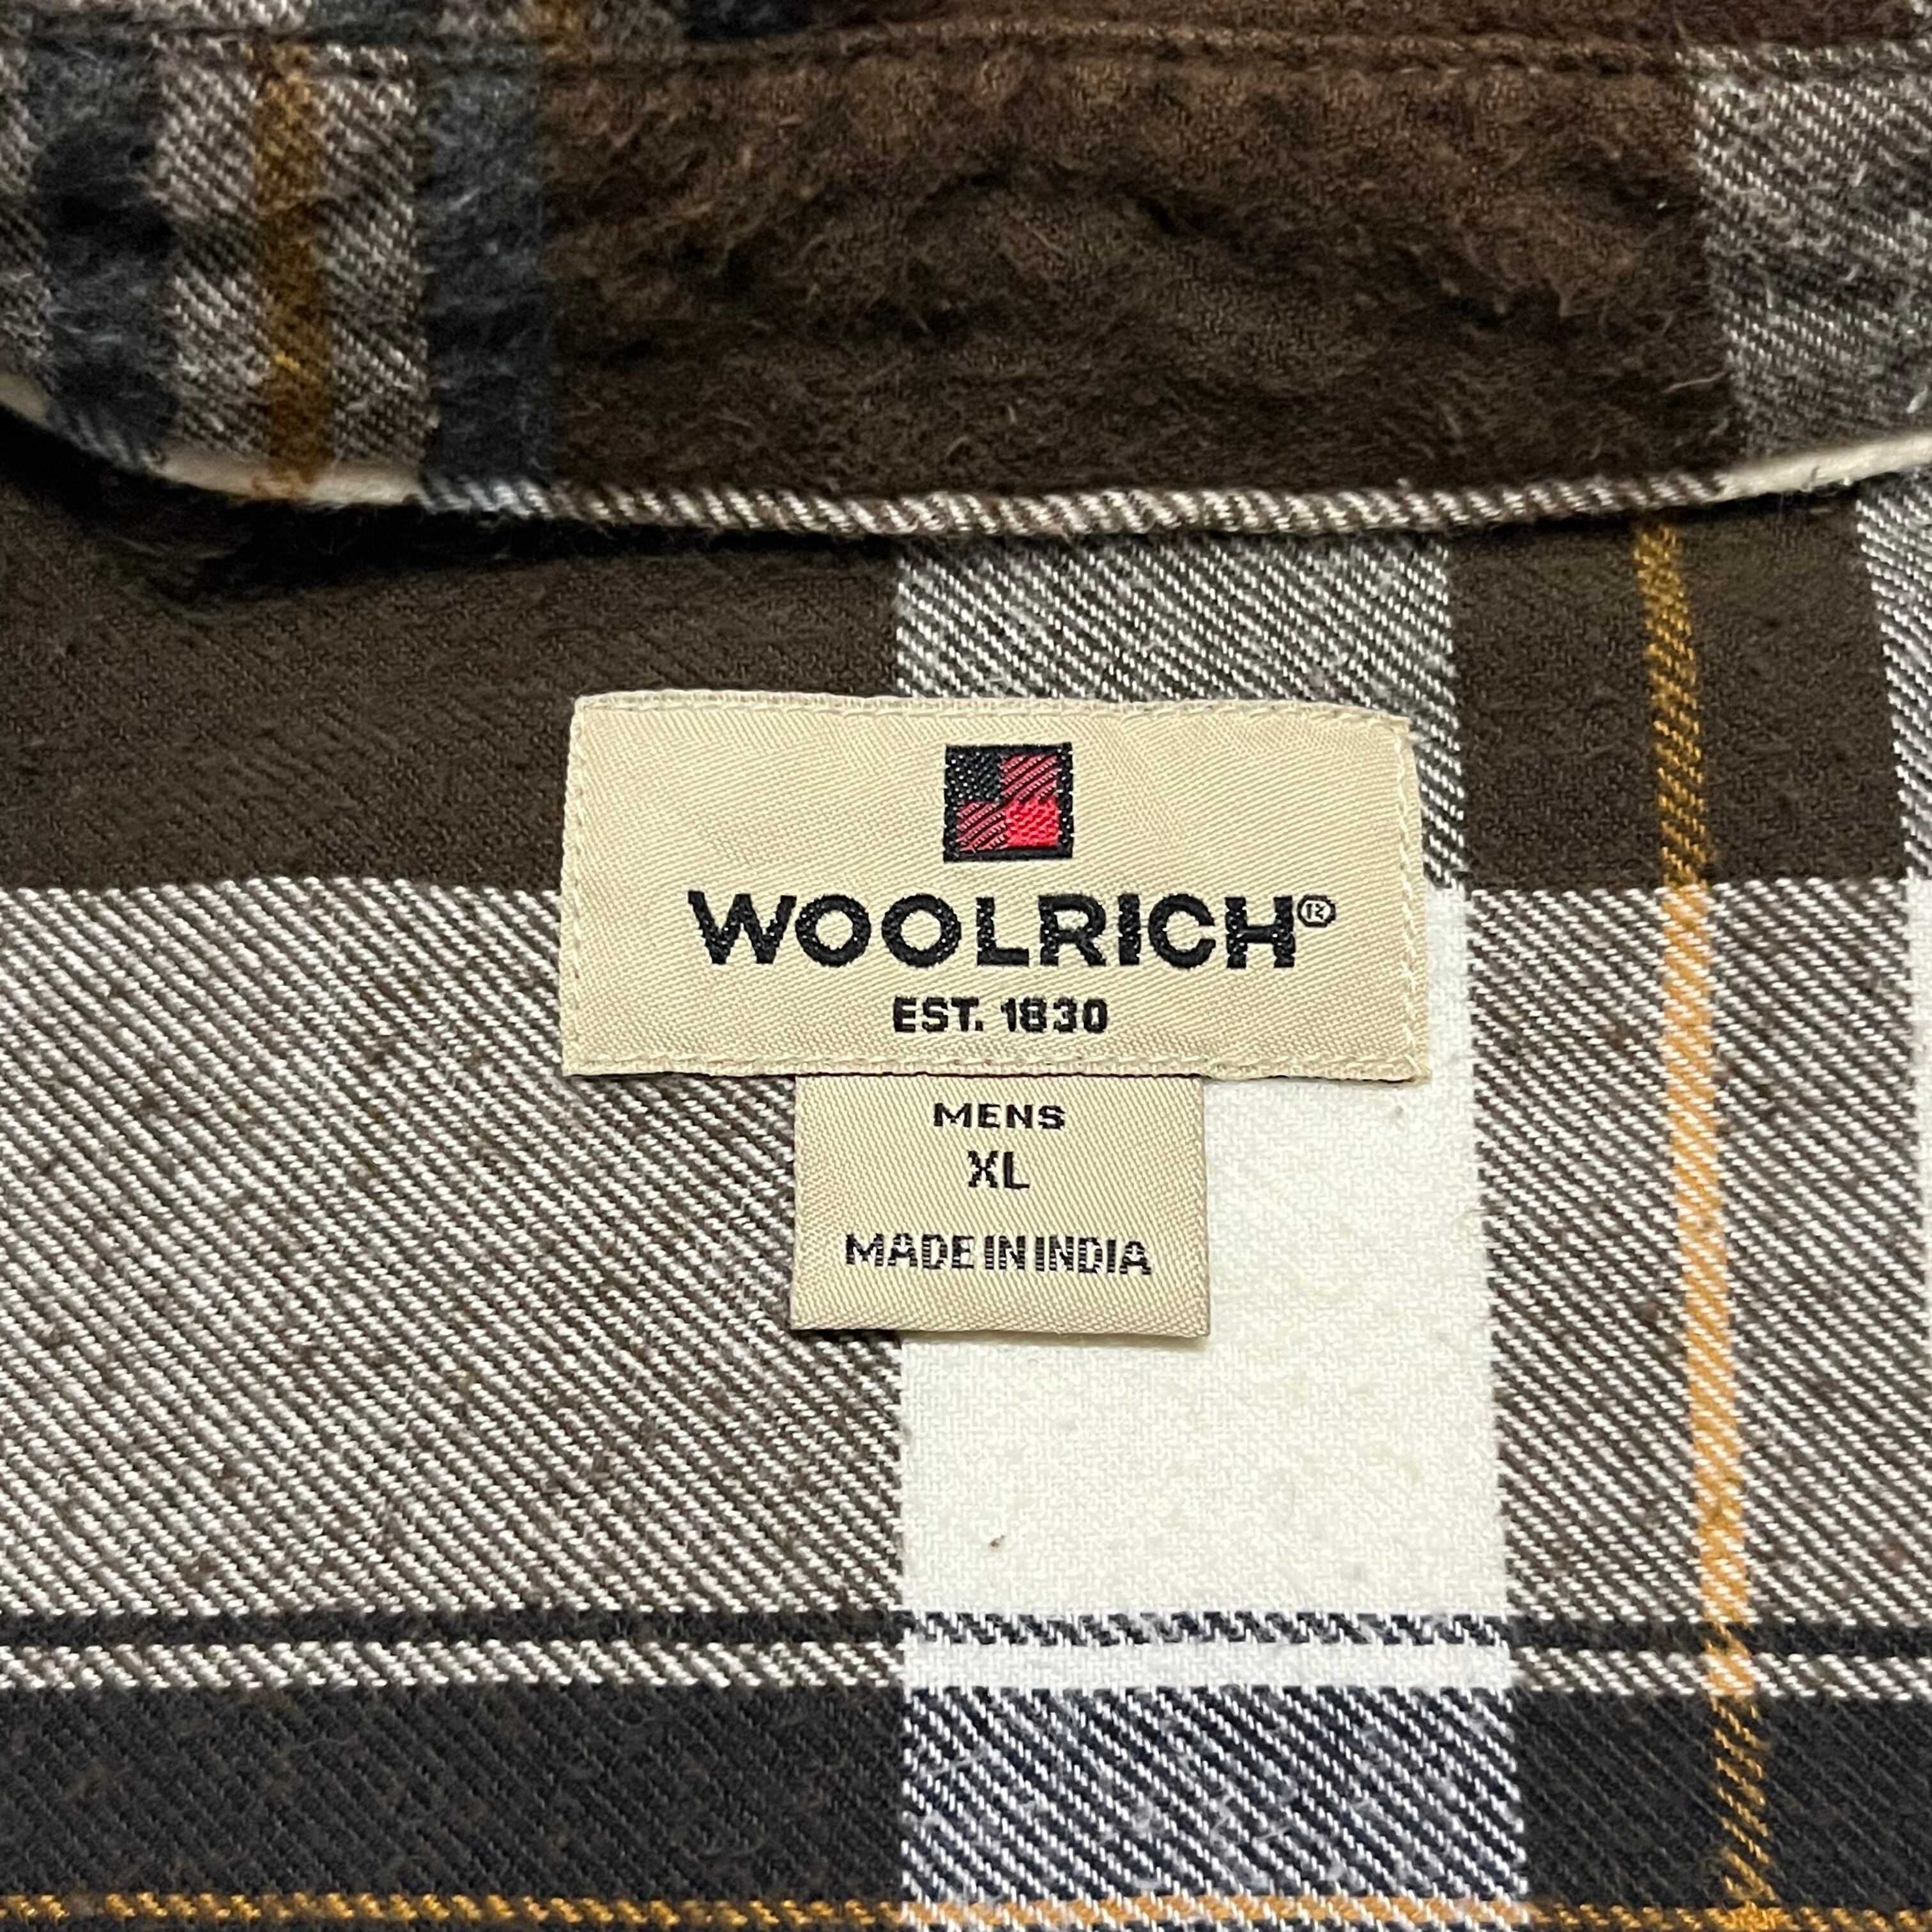 WOOLRICH®
EST. 1830
MENS
XL
MADE IN INDIA